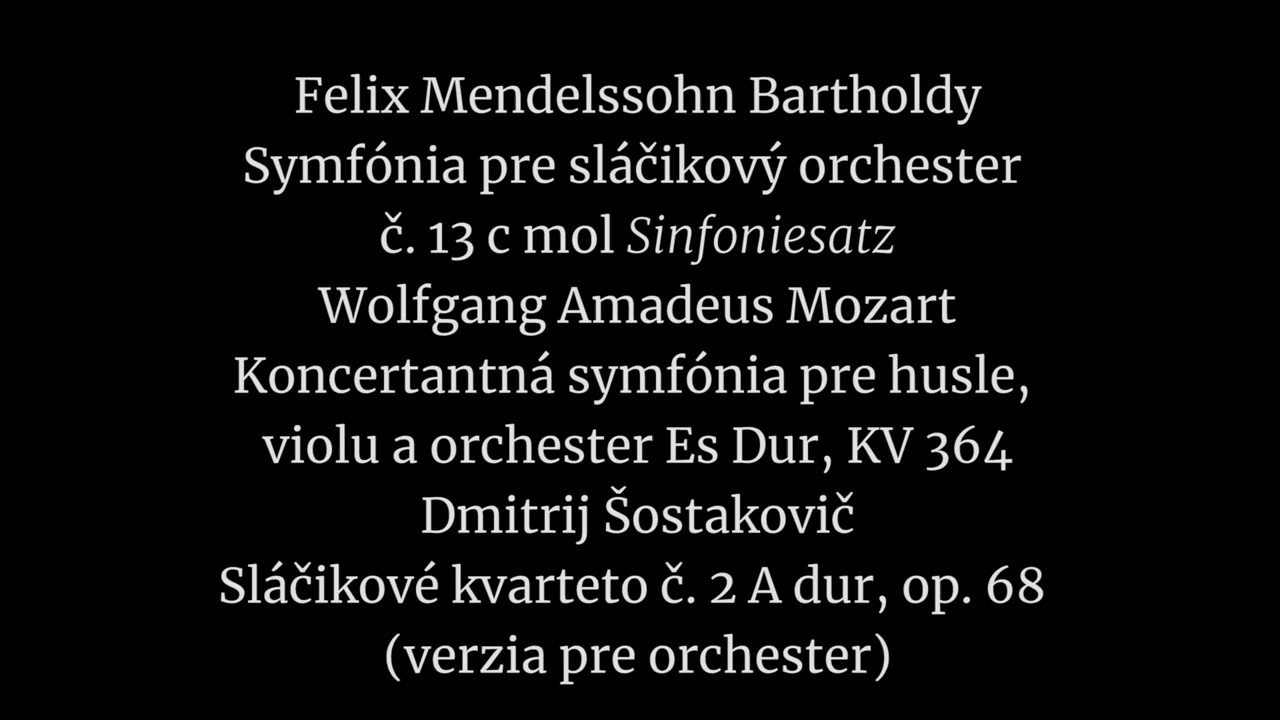 Felix Mendelssohn Bartholdy
Symfónia pre sláčikový orchester
č. 13 c mol Sinfoniesatz
Wolfgang Amadeus Mozart
Koncertantná symfónia pre husle,
violu a orchester Es Dur, KV 364
Dmitrij Šostakovič
Sláčikové kvarteto č. 2 A dur, op. 68
(verzia pre orchester)